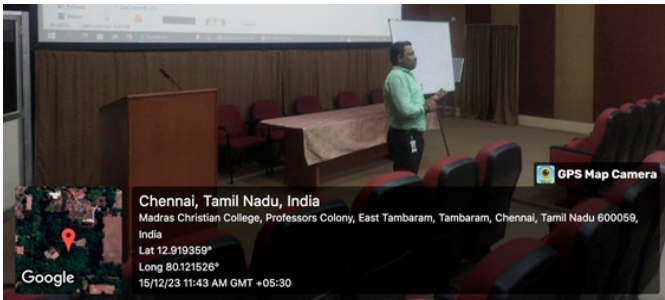 GPS Map Camera
Chennai, Tamil Nadu, India
Madras Christian College, Professors Colony, East Tambaram, Tambaram, Chennai, Tamil Nadu 600059,
India
Lat 12.919359°
Long 80.121526°
15/12/23 11:43 AM GMT +05:30
Google